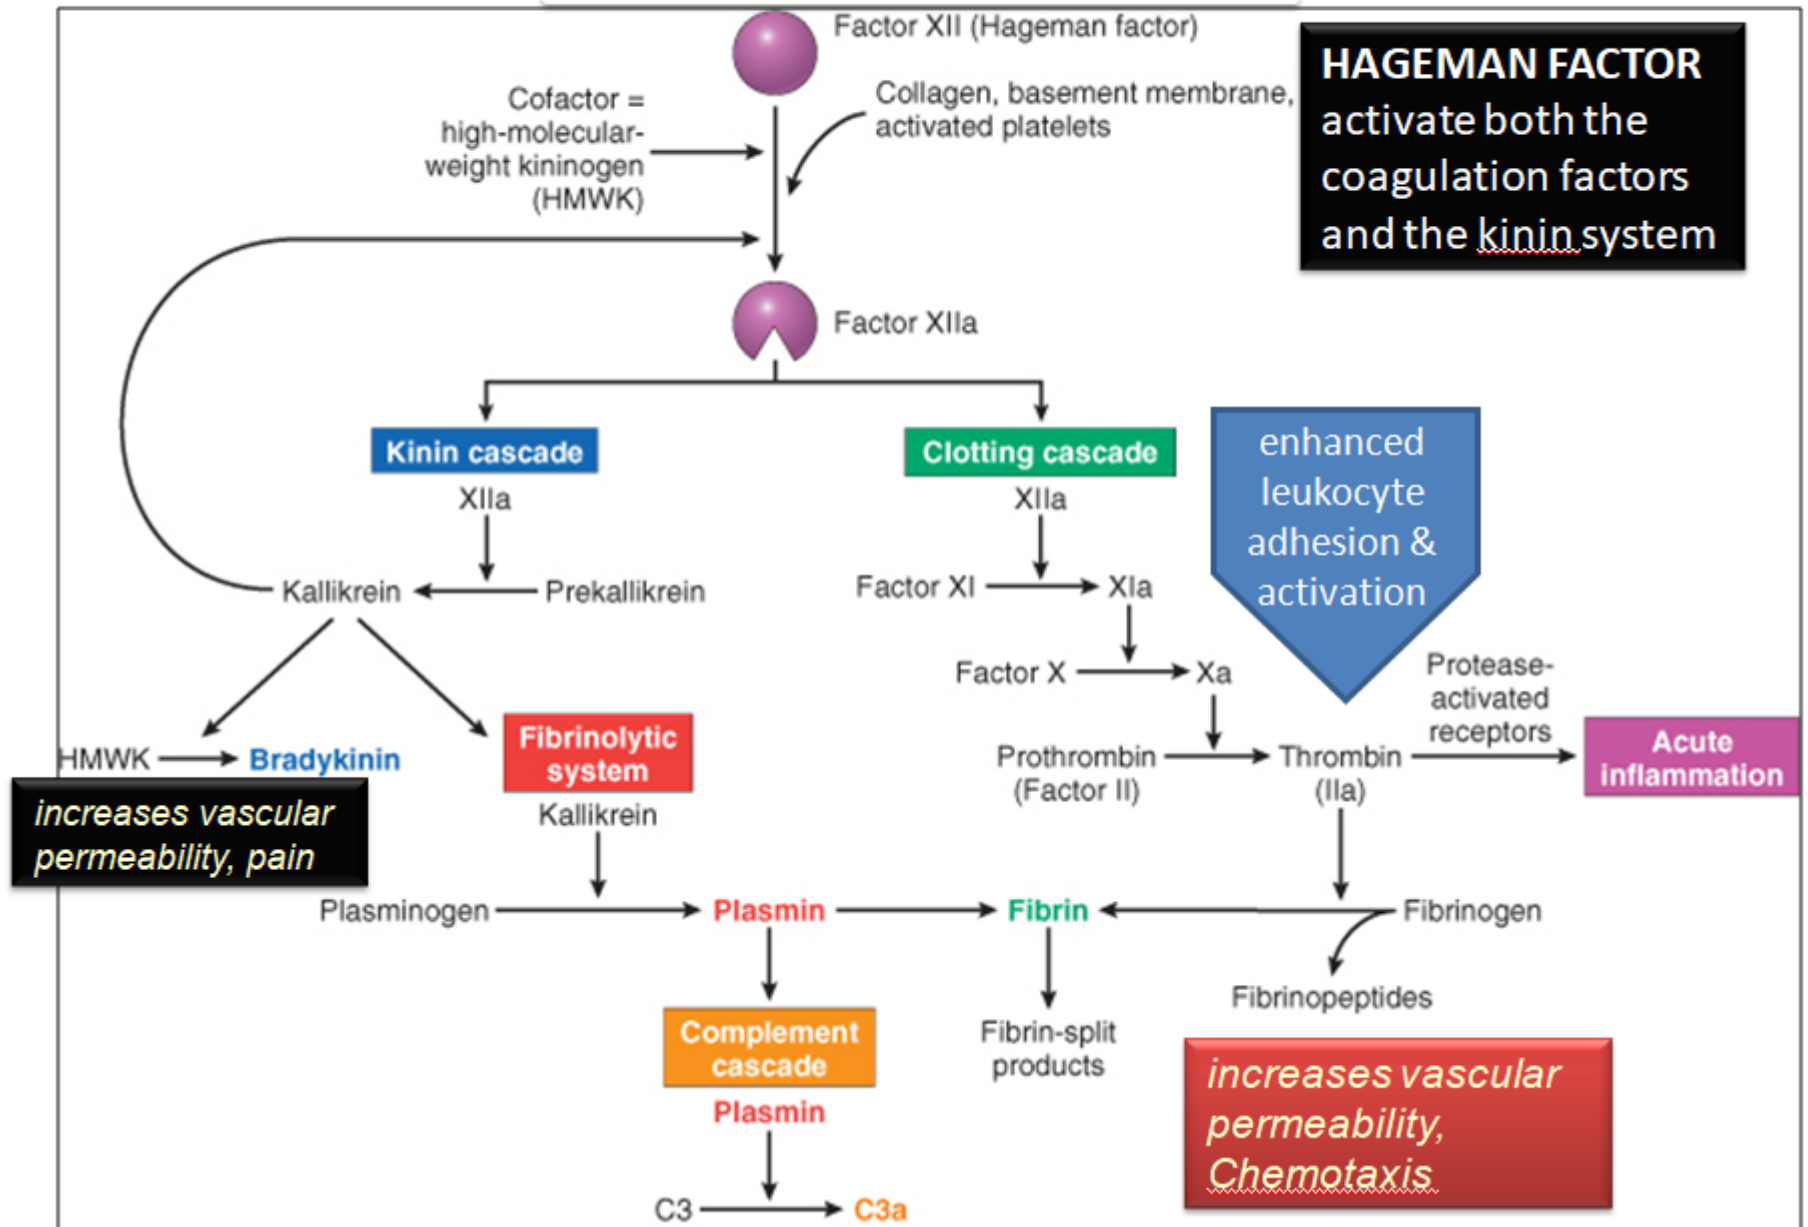 Factor XII (Hageman factor)
Cofactor =
high-molecular-
weight kininogen
(HMWK)
Collagen, basement membrane,
activated platelets
HAGEMAN FACTOR
activate both the
coagulation factors
and the kinin system
Factor XIIa
Kinin cascade
XIIa
Kallikrein
Prekallikrein
Clotting cascade
XIIa
Factor XI
XIa
Factor X
Xa
enhanced
leukocyte
adhesion &
activation
Protease-
activated
receptors
Prothrombin
(Factor II)
Thrombin
(IIa)
Acute
inflammation
HMWK
Bradykinin
increases vascular
permeability, pain
Fibrinolytic
system
Kallikrein
Plasminogen
Plasmin
Fibrin
Fibrinogen
Fibrinopeptides
Fibrin-split
products
increases vascular
permeability,
Chemotaxis
Complement
cascade
Plasmin
C3
C3a